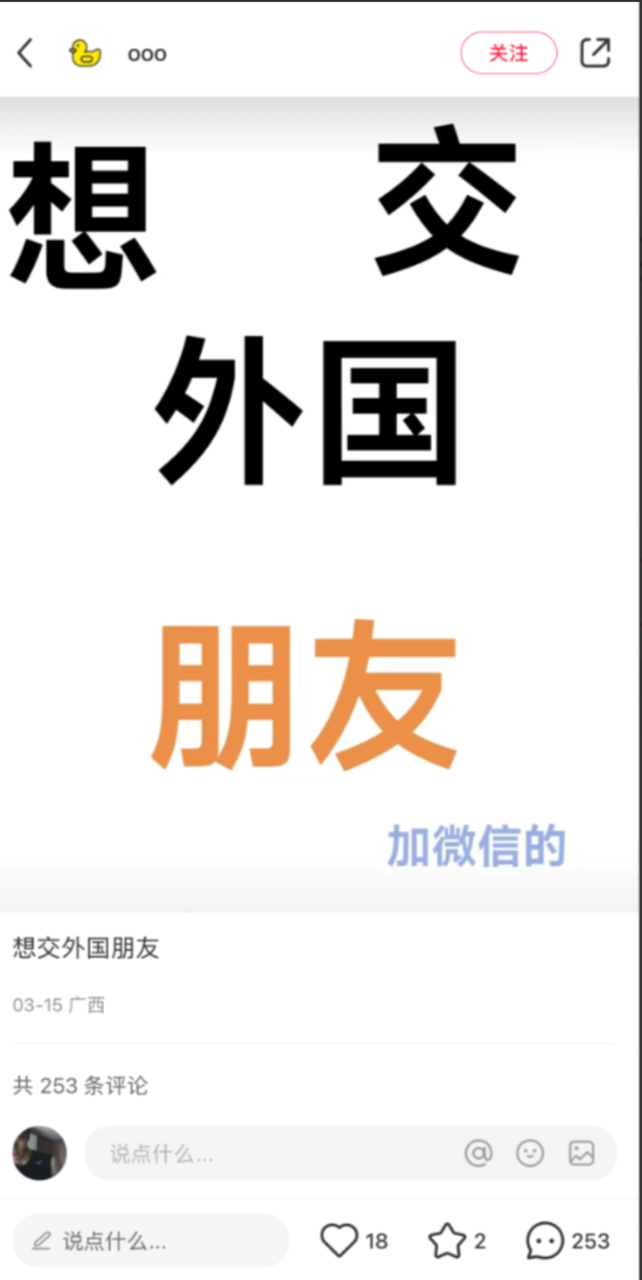 ooo
关注
想 交
外国
朋友
加微信的
想交外国朋友
03-15 广西
共 253 条评论
说点什么...
说点什么...
18
2
253